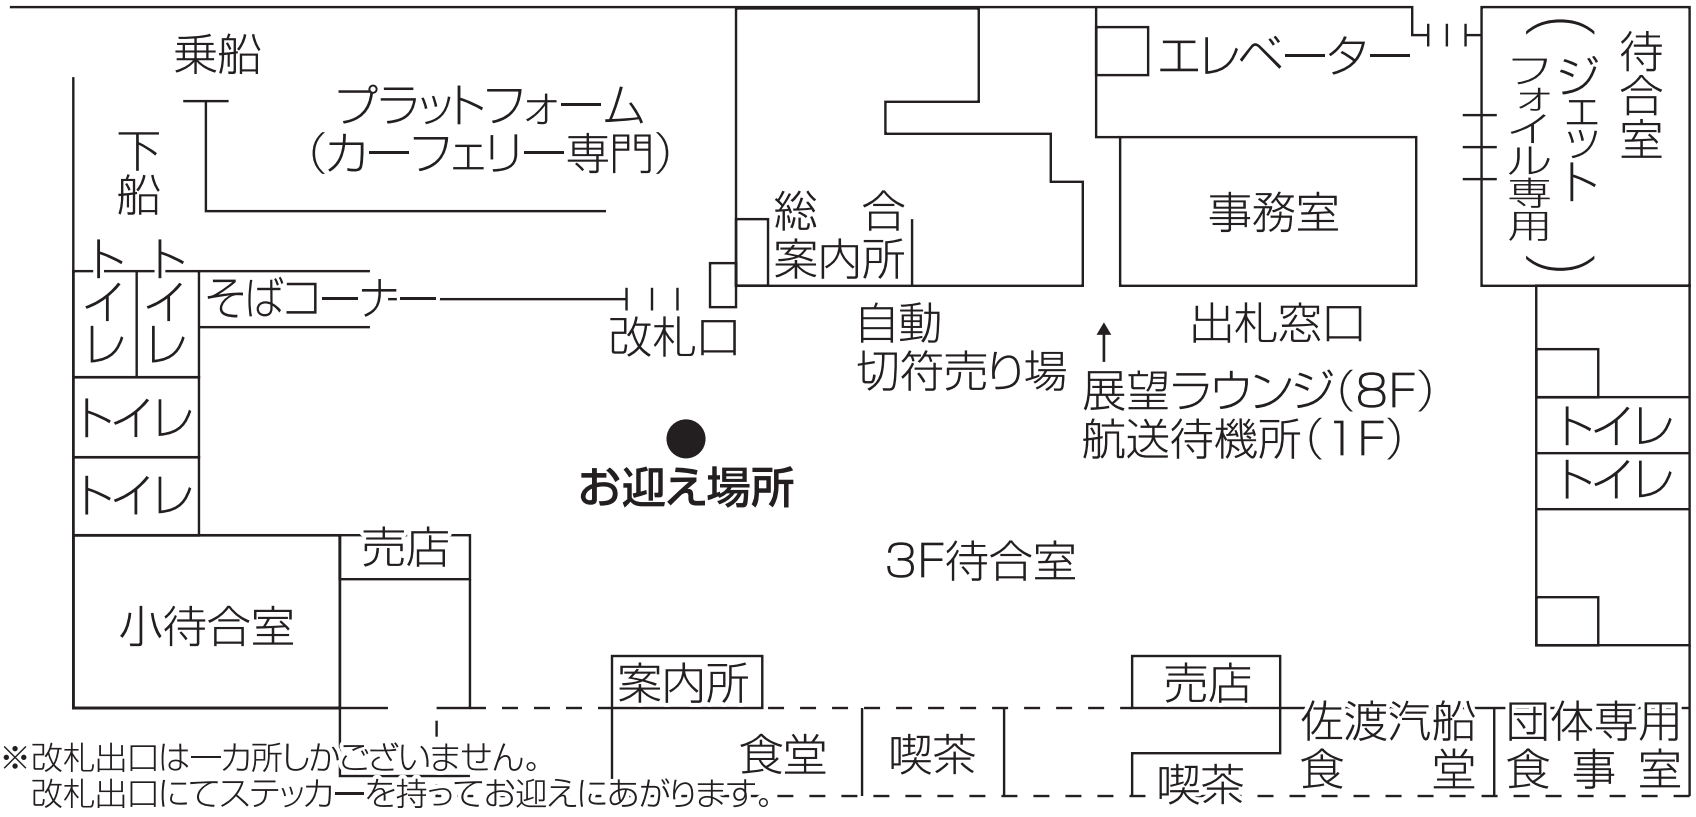 乗船
下船
プラットフォーム
(カーフェリー専門)
エレベーター
待合室
(ジェット
フォイル専用)
総 合
案内所
事務室
トイレ
トイレ
そばコーナー
改札口
自動
切符売り場
出札窓口
展望ラウンジ(8F)
航送待機所(1F)
トイレ
トイレ
お迎え場所
トイレ
トイレ
売店
3F待合室
小待合室
案内所
売店
食堂
喫茶
喫茶
佐渡汽船
食 堂
団体専用
食事室
※改札出口は一カ所しかございません。
改札出口にてステッカーを持ってお迎えにあがります。